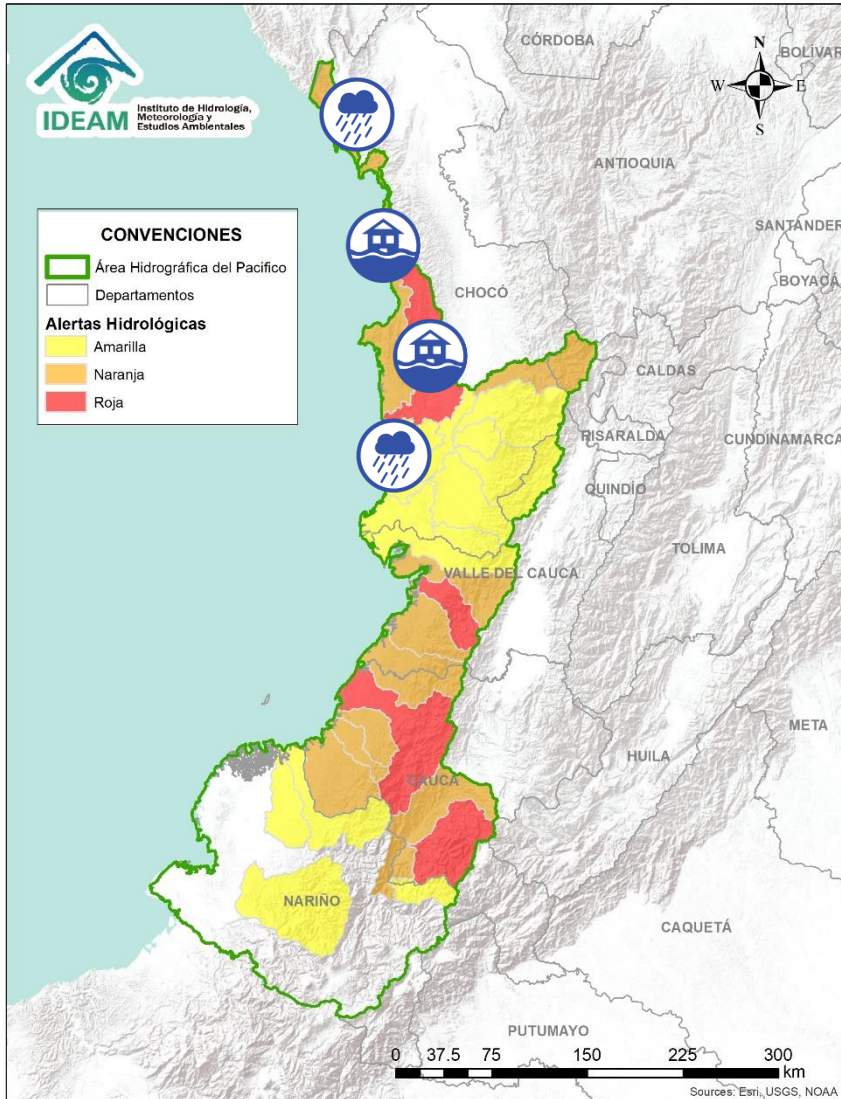 IDEAM
Instituto de Hidrología,
Meteorología y
Estudios Ambientales
CÓRDOBA
BOLÍVAR
N
W
E
S
ANTIOQUIA
SANTANDER
BOYACÁ
CONVENCIONES
Área Hidrográfica del Pacifico
Departamentos
Alertas Hidrológicas
Amarilla
Naranja
Roja
CHOCÓ
CALDAS
RISARALDA
CUNDINAMARCA
QUINDÍO
TOLIMA
VALLE DEL CAUCA
META
HUILA
CAUCA
NARIÑO
CAQUETÁ
PUTUMAYO
0 37.5 75 150 225 300
km
Sources: Esri, USGS, NOAA